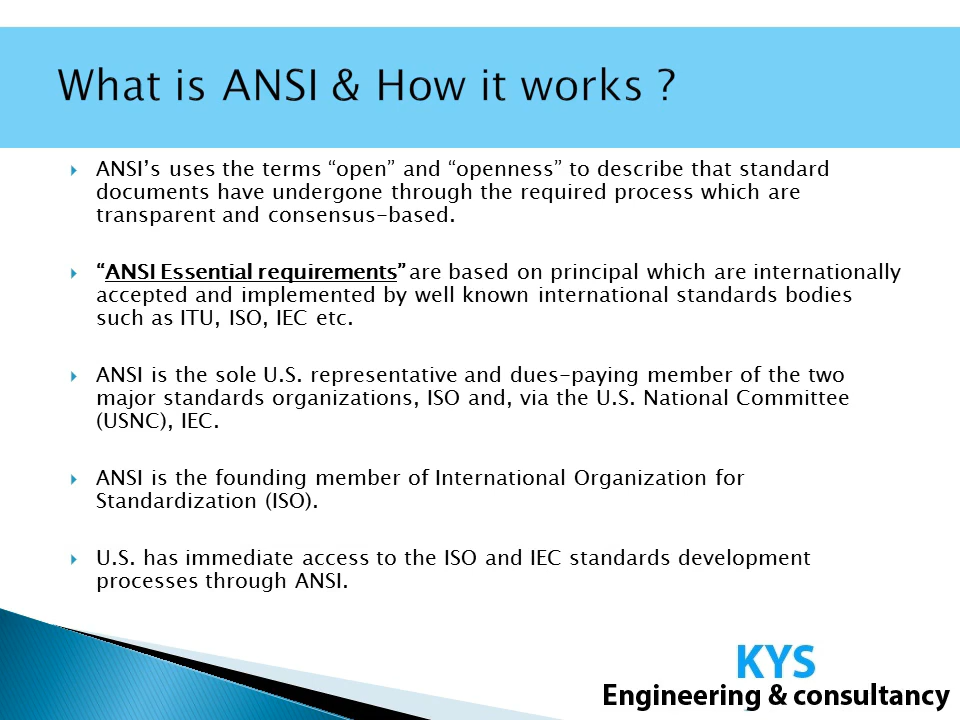 What is ANSI & How it works ?
ANSI’s uses the terms “open” and “openness” to describe that standard
documents have undergone through the required process which are
transparent and consensus-based.
“ANSI Essential requirements” are based on principal which are internationally
accepted and implemented by well known international standards bodies
such as ITU, ISO, IEC etc.
ANSI is the sole U.S. representative and dues-paying member of the two
major standards organizations, ISO and, via the U.S. National Committee
(USNC), IEC.
ANSI is the founding member of International Organization for
Standardization (ISO).
U.S. has immediate access to the ISO and IEC standards development
processes through ANSI.
KYS
Engineering & consultancy